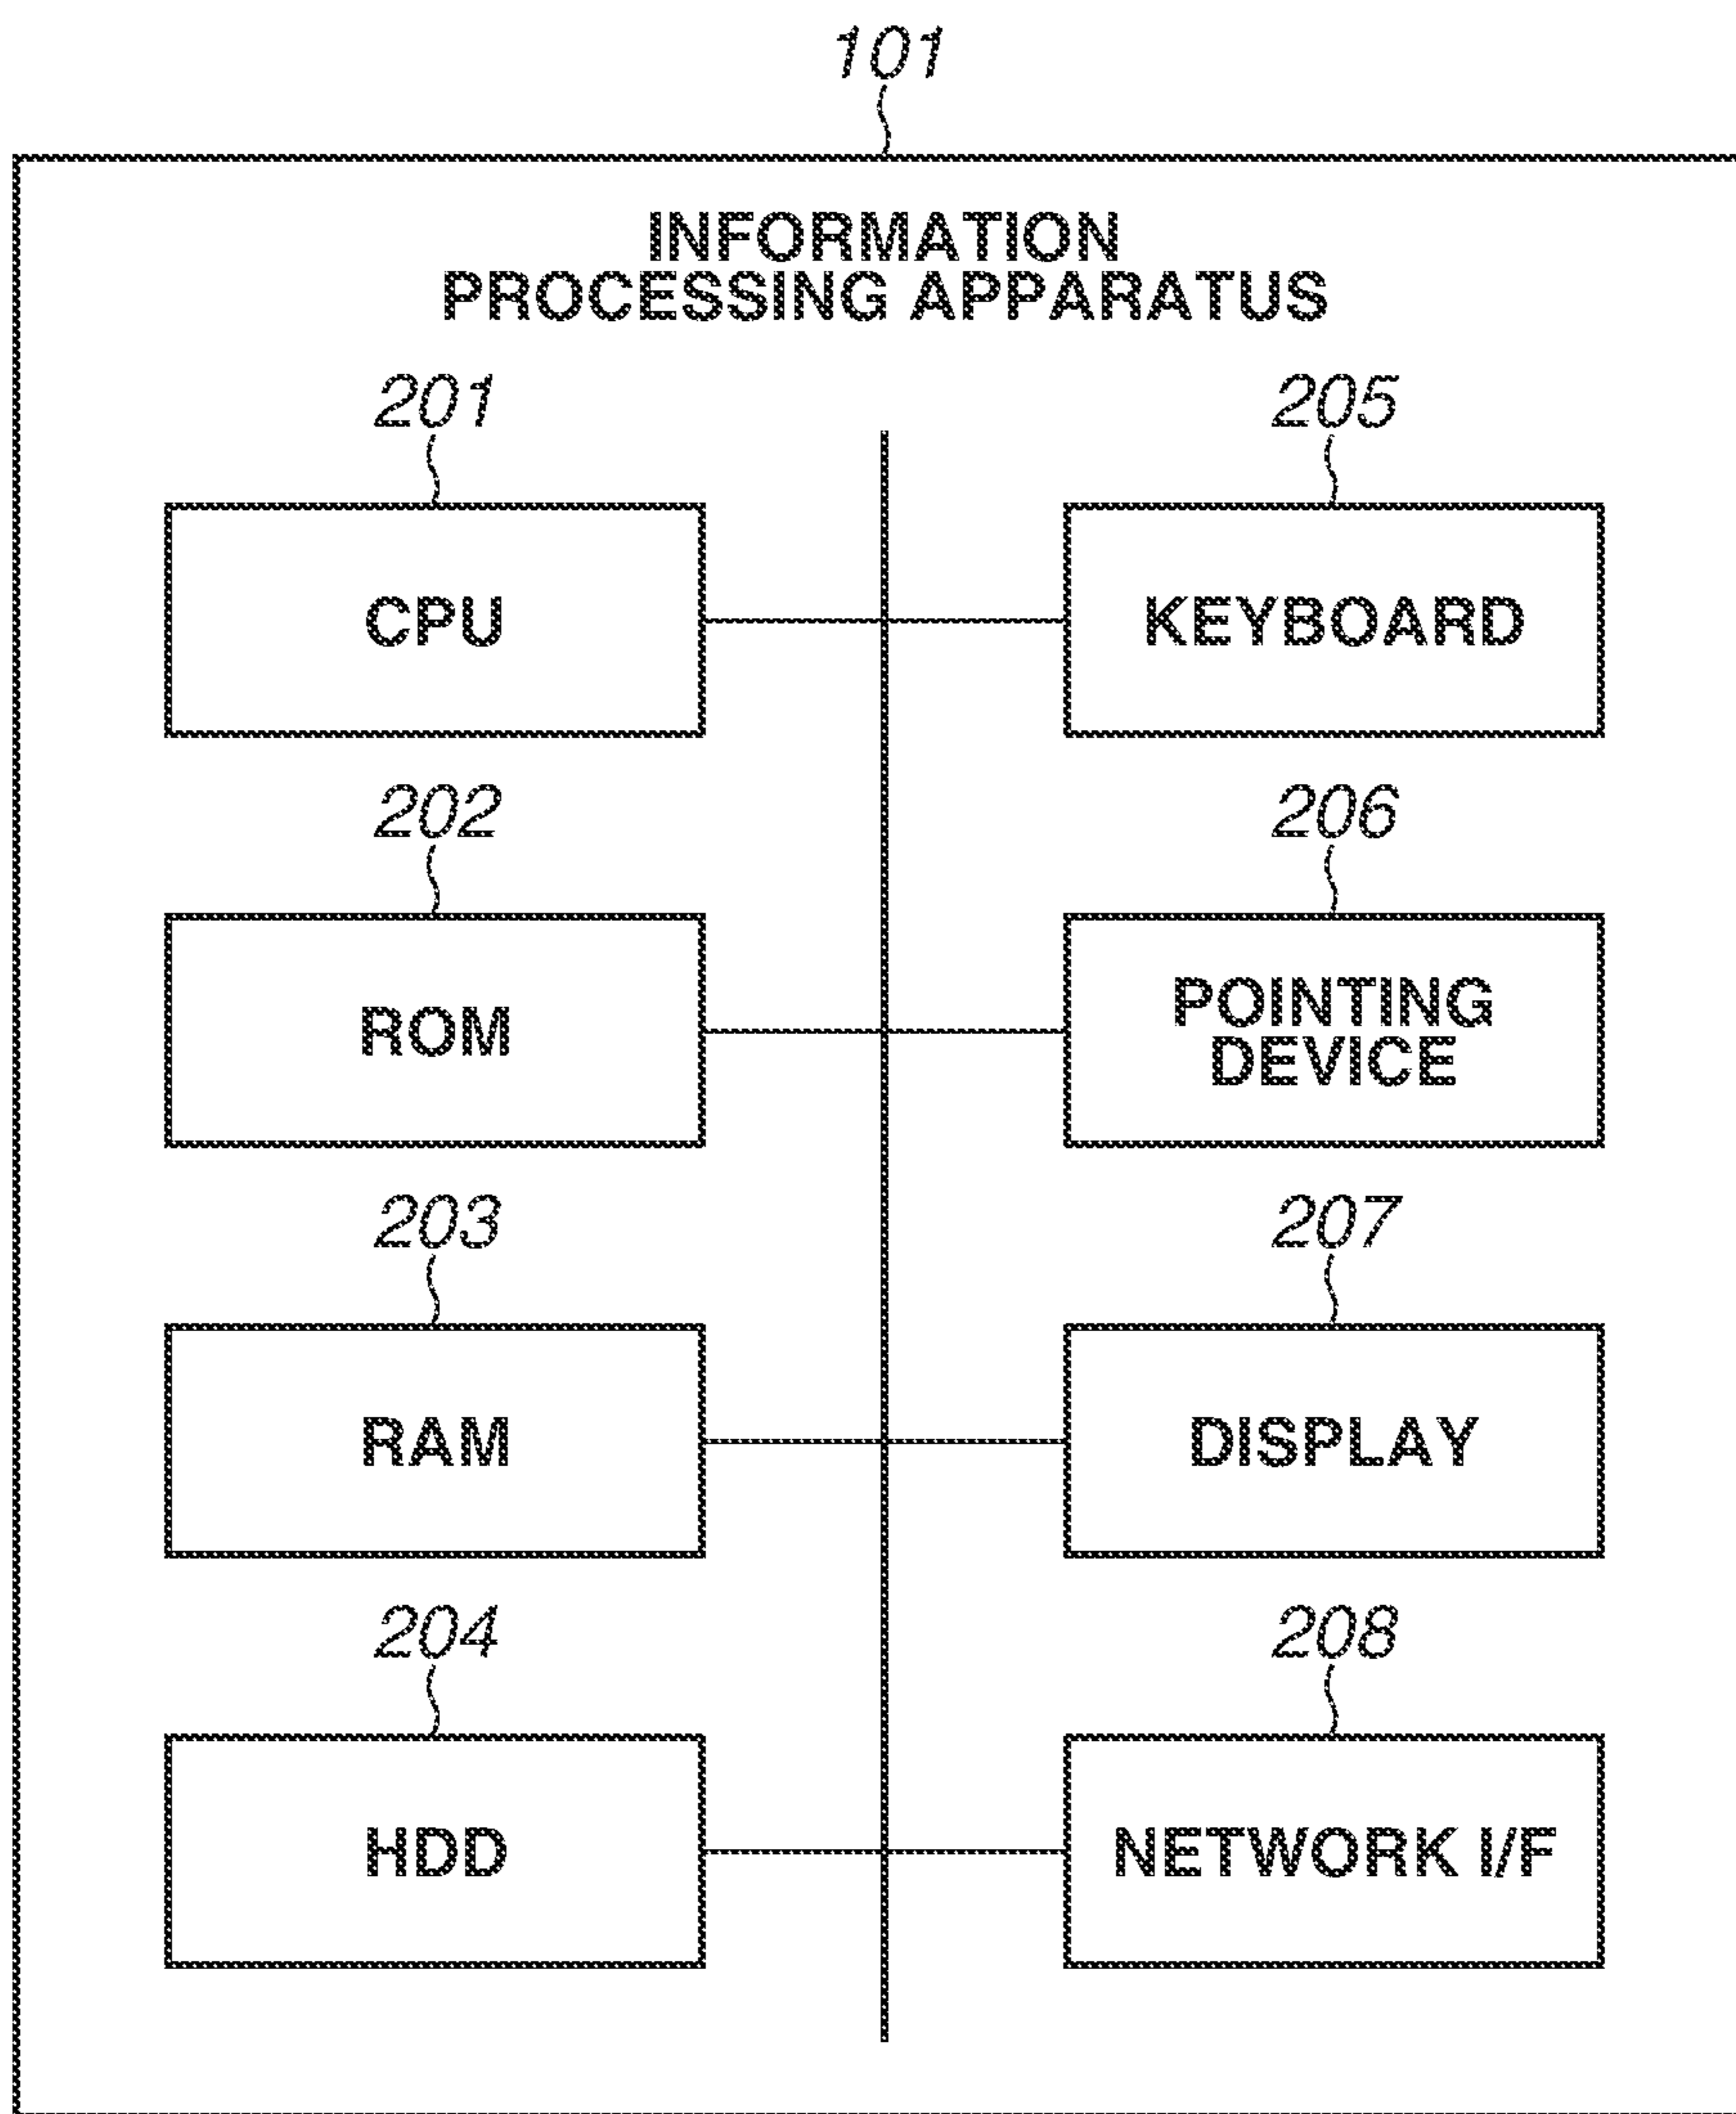 101
INFORMATION
PROCESSING APPARATUS
201
205
CPU
KEYBOARD
202
206
ROM
POINTING
DEVICE
203
207
RAM
DISPLAY
204
208
HDD
NETWORK I/F